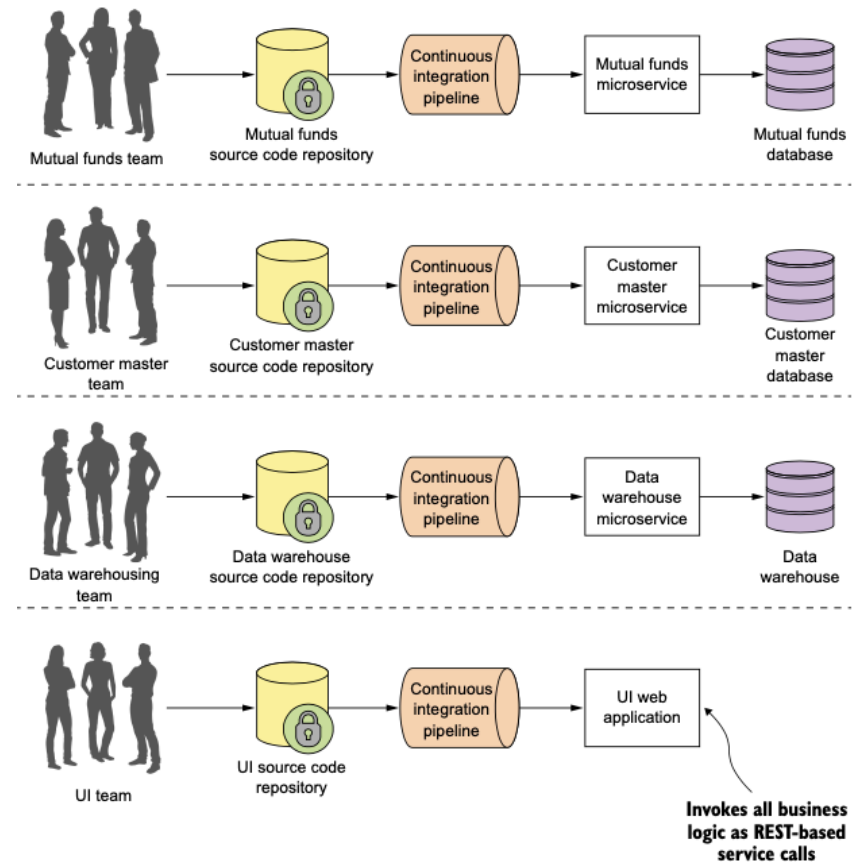 Continuous
integration
pipeline
Mutual funds
microservice
Mutual funds team
Mutual funds
source code repository
Mutual funds
database
Continuous
integration
pipeline
Customer
master
microservice
Customer master
team
Customer master
source code repository
Customer
master
database
Continuous
integration
pipeline
Data
warehouse
microservice
Data warehousing
team
Data warehouse
source code repository
Data
warehouse
Continuous
integration
pipeline
UI web
application
UI team
UI source code
repository
Invokes all business
logic as REST-based
service calls